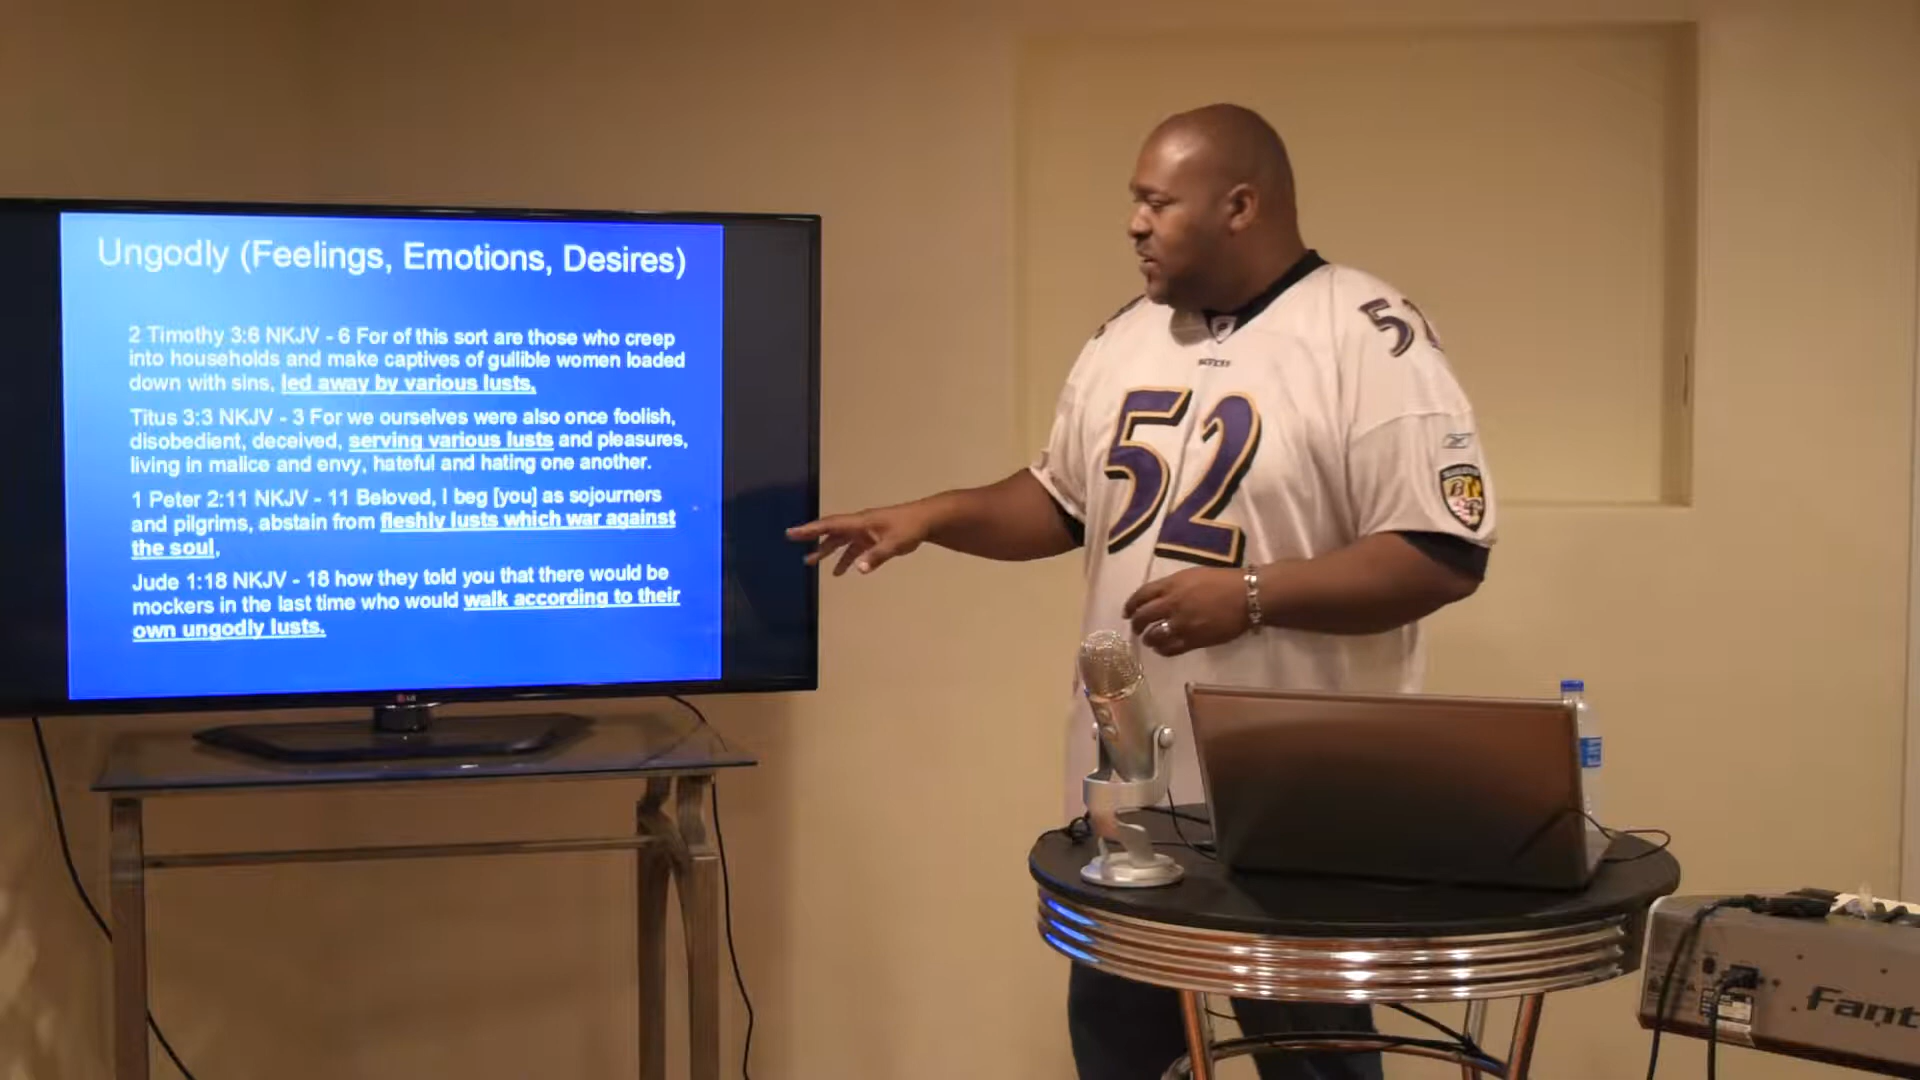 Ungodly (Feelings, Emotions, Desires)
2 Timothy 3:6 NKJV - 6 For of this sort are those who creep
into households and make captives of gullible women loaded
down with sins, led away by various lusts,
Titus 3:3 NKJV - 3 For we ourselves were also once foolish,
disobedient, deceived, serving various lusts and pleasures,
living in malice and envy, hateful and hating one another.
1 Peter 2:11 NKJV - 11 Beloved, I beg [you] as sojourners
and pilgrims, abstain from fleshly lusts which war against
the soul,
Jude 1:18 NKJV - 18 how they told you that there would be
mockers in the last time who would walk according to their
own ungodly lusts.
LG
52
52
Fant